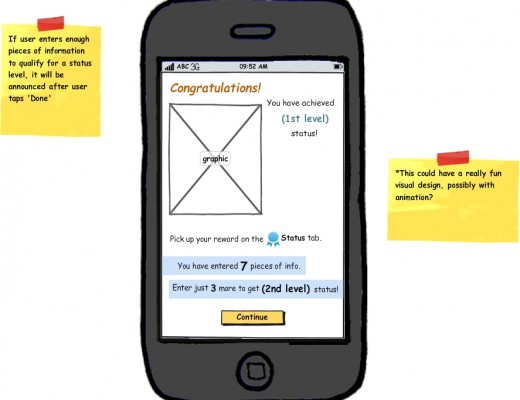 If user enters enough
pieces of information
to qualify for a status
level, it will be
announced after user
taps 'Done'
ABC 3G
09:52 AM
Congratulations!
You have achieved
(1st level)
status!
graphic
Pick up your reward on the Status tab.
You have entered 7 pieces of info.
Enter just 3 more to get (2nd level) status!
Continue
*This could have a really fun
visual design, possibly with
animation?